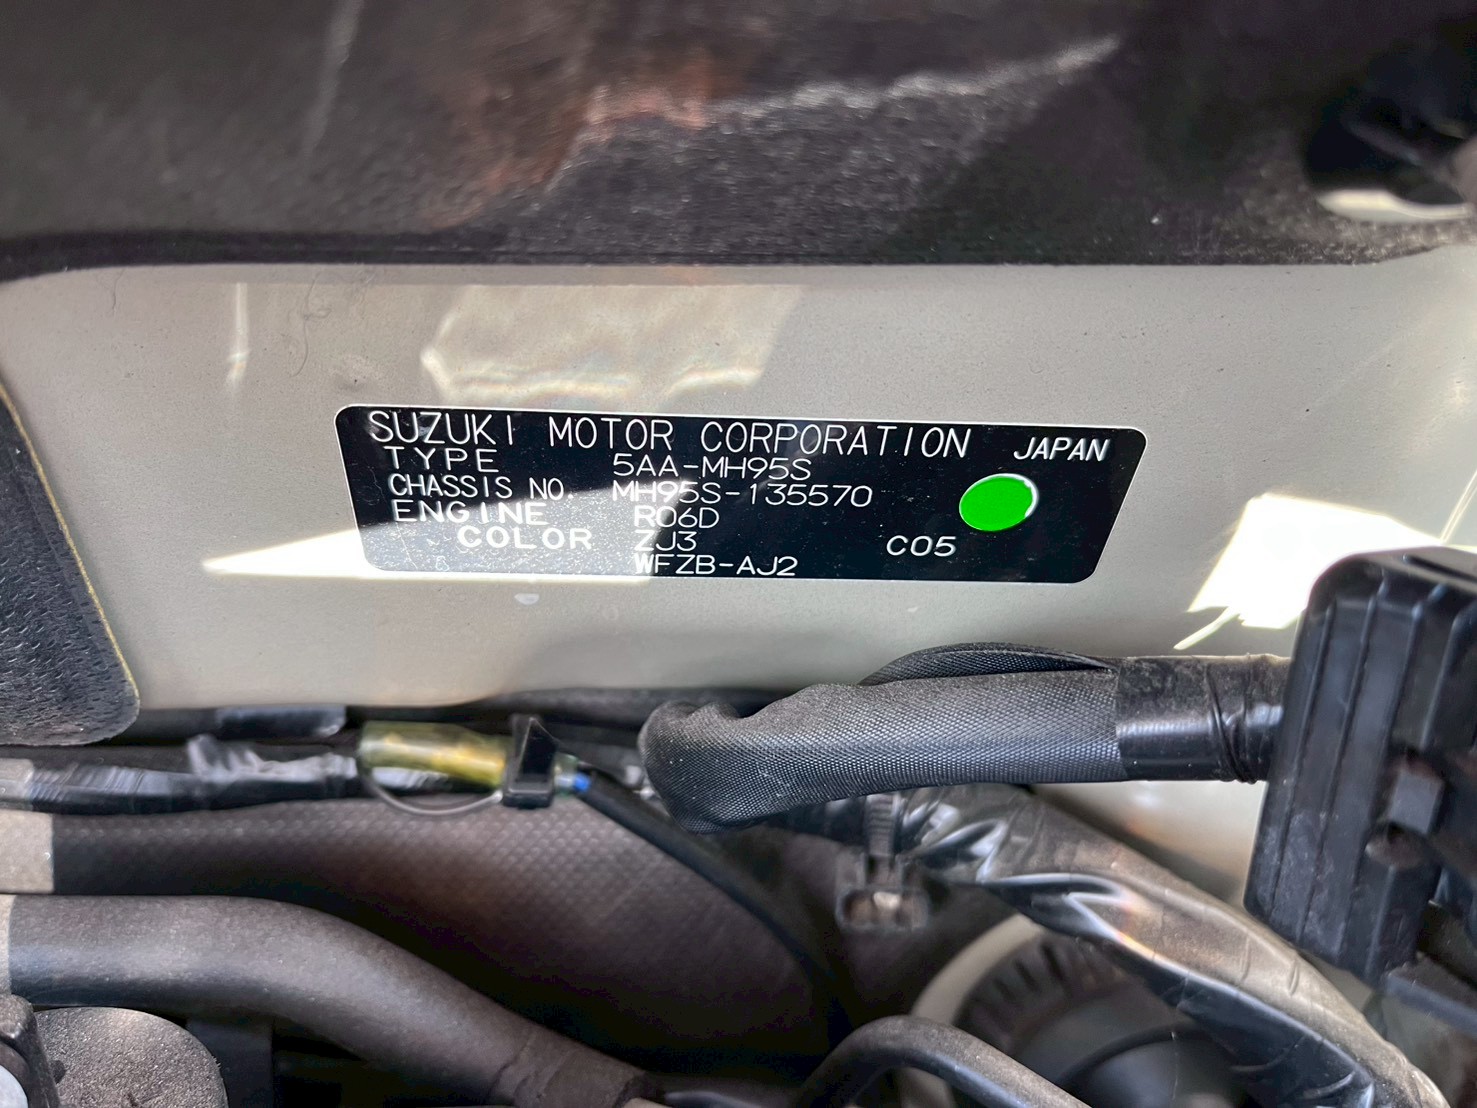 SUZUKI MOTOR CORPORATION JAPAN
TYPE 5AA-MH95S
CHASSIS NO. MH95S-135570
ENGINE R06D
COLOR ZJ3 C05
WFZB-AJ2